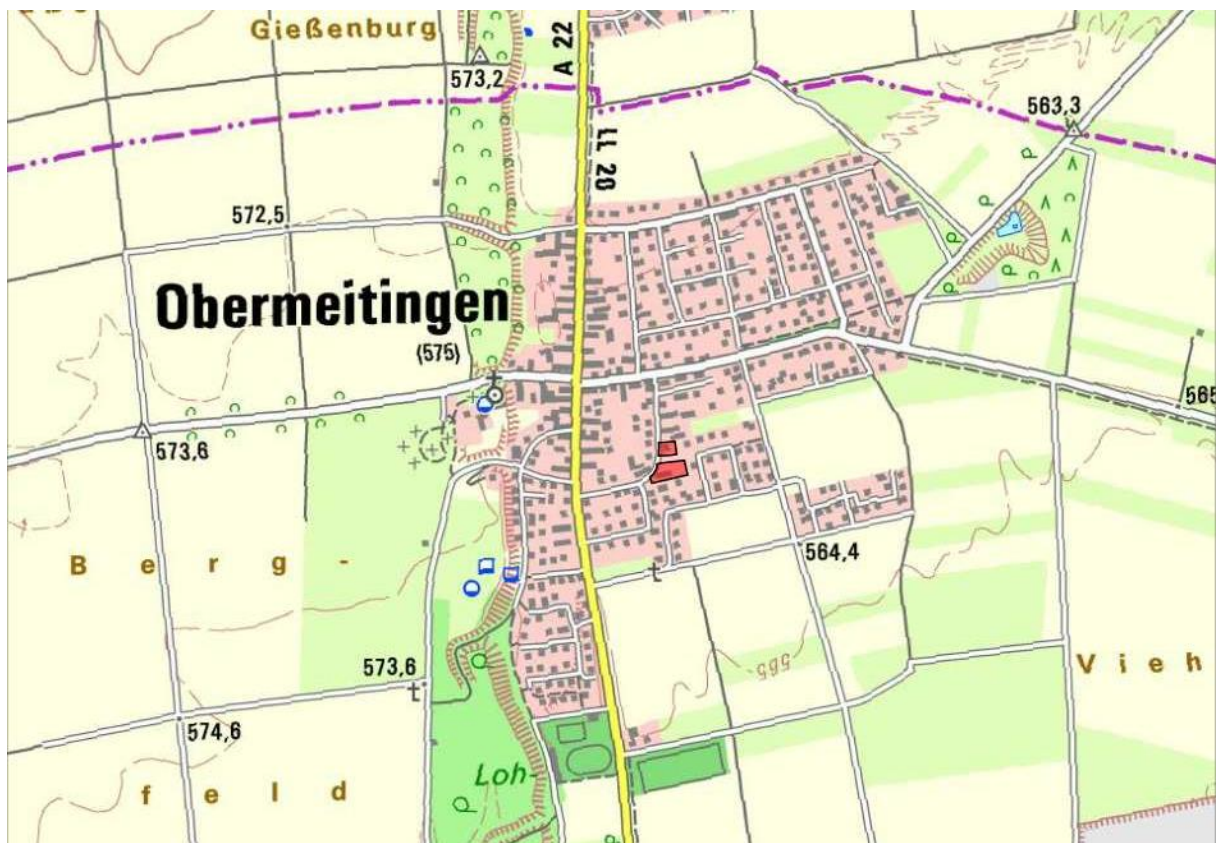 Gießenburg
A 22
573,2
563,3
LL 20
572,5
Obermeitingen
(575)
573,6
565
B e r g -
564,4
-565-
573,6
V i e h
574,6
f e l d
Loh-